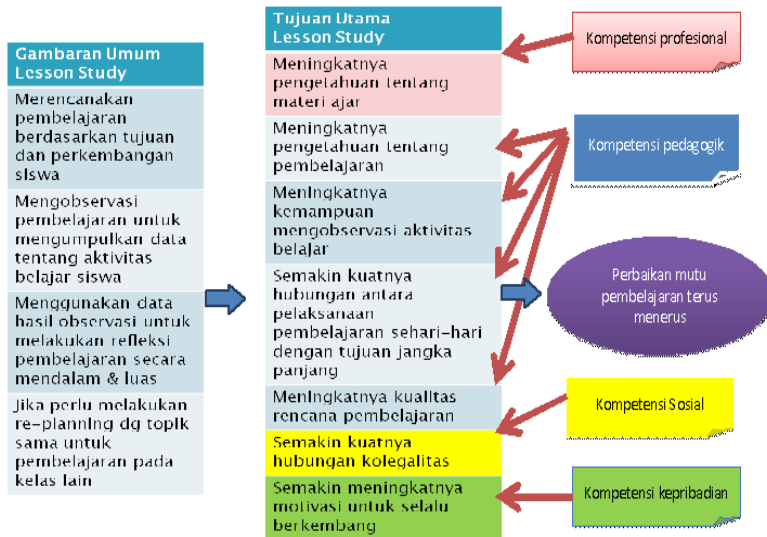 Gambaran Umum
Lesson Study
Merencanakan
pembelajaran
berdasarkan tujuan
dan perkembangan
siswa
Mengobservasi
pembelajaran untuk
mengumpulkan data
tentang aktivitas
belajar siswa
Menggunakan data
hasil observasi untuk
melakukan refleksi
pembelajaran secara
mendalam & luas
Jika perlu melakukan
re-planning dg topik
sama untuk
pembelajaran pada
kelas lain
Tujuan Utama
Lesson Study
Meningkatnya
pengetahuan tentang
materi ajar
Meningkatnya
pengetahuan tentang
pembelajaran
Meningkatnya
kemampuan
mengobservasi aktivitas
belajar
Semakin kuatnya
hubungan antara
pelaksanaan
pembelajaran sehari-hari
dengan tujuan jangka
panjang
Meningkatnya kualitas
rencana pembelajaran
Semakin kuatnya
hubungan kolegalitas
Semakin meningkatnya
motivasi untuk selalu
berkembang
Kompetensi profesional
Kompetensi pedagogik
Perbaikan mutu
pembelajaran terus
menerus
Kompetensi Sosial
Kompetensi kepribadian